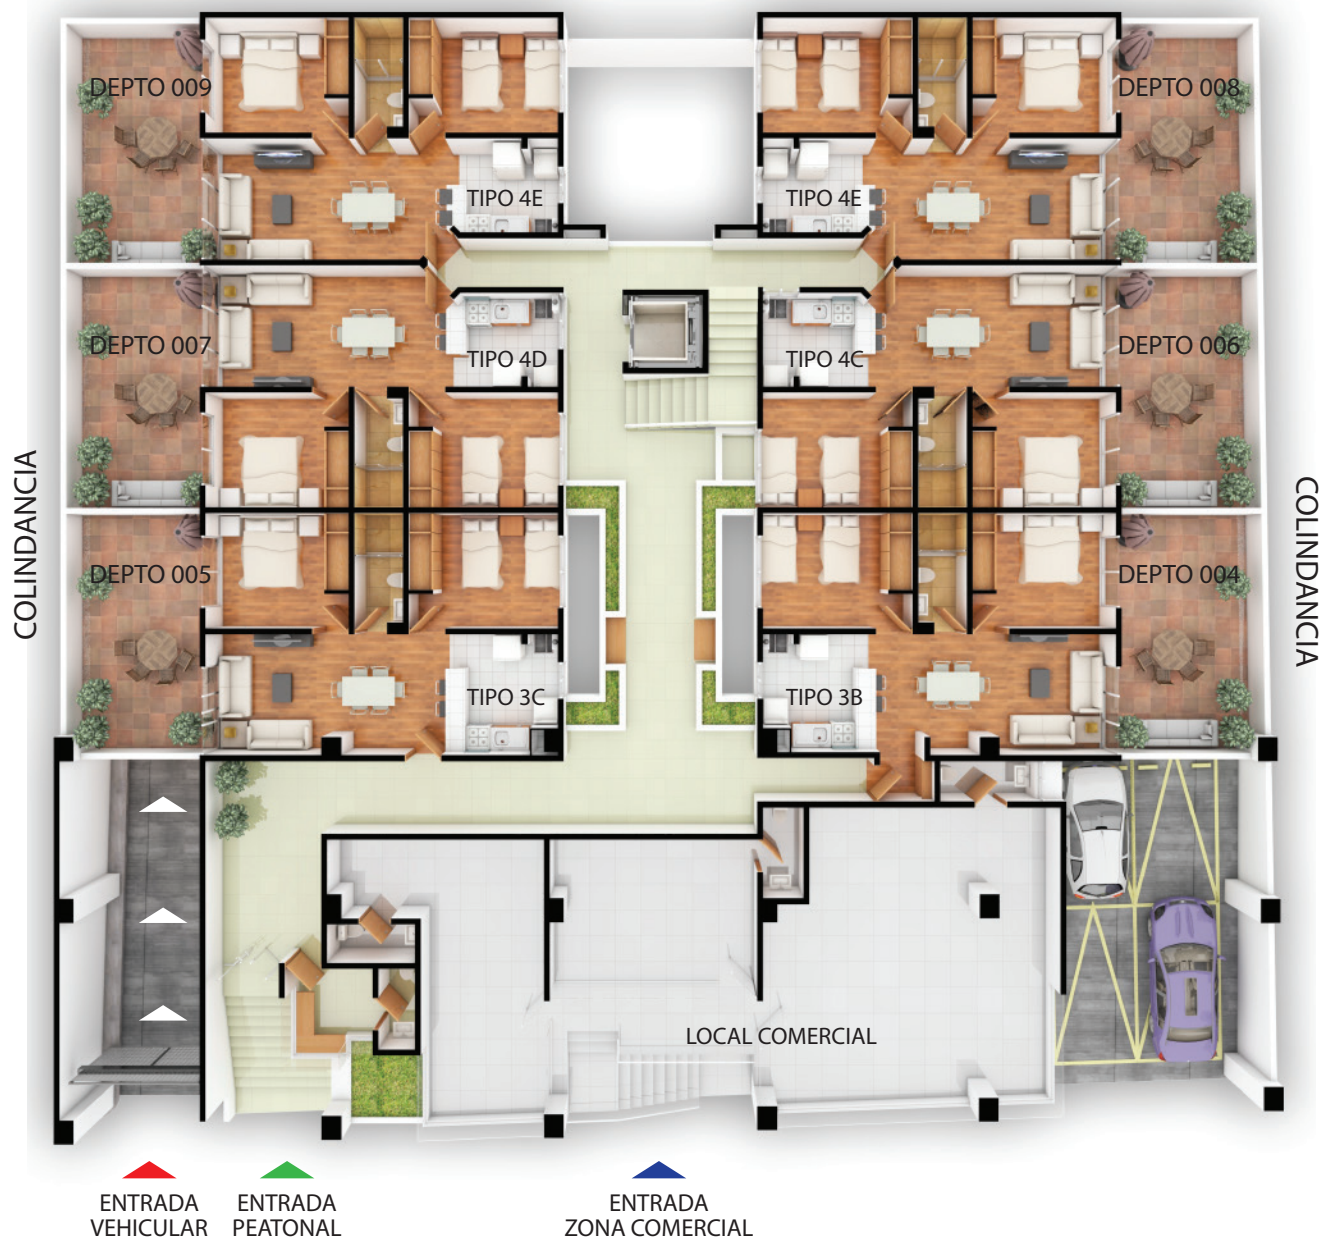 DEPTO 009
DEPTO 008
TIPO 4E
TIPO 4E
DEPTO 007
TIPO 4D
TIPO 4C
DEPTO 006
COLINDANCIA
COLINDANCIA
DEPTO 005
DEPTO 004
TIPO 3C
TIPO 3B
LOCAL COMERCIAL
ENTRADA
VEHICULAR
ENTRADA
PEATONAL
ENTRADA
ZONA COMERCIAL